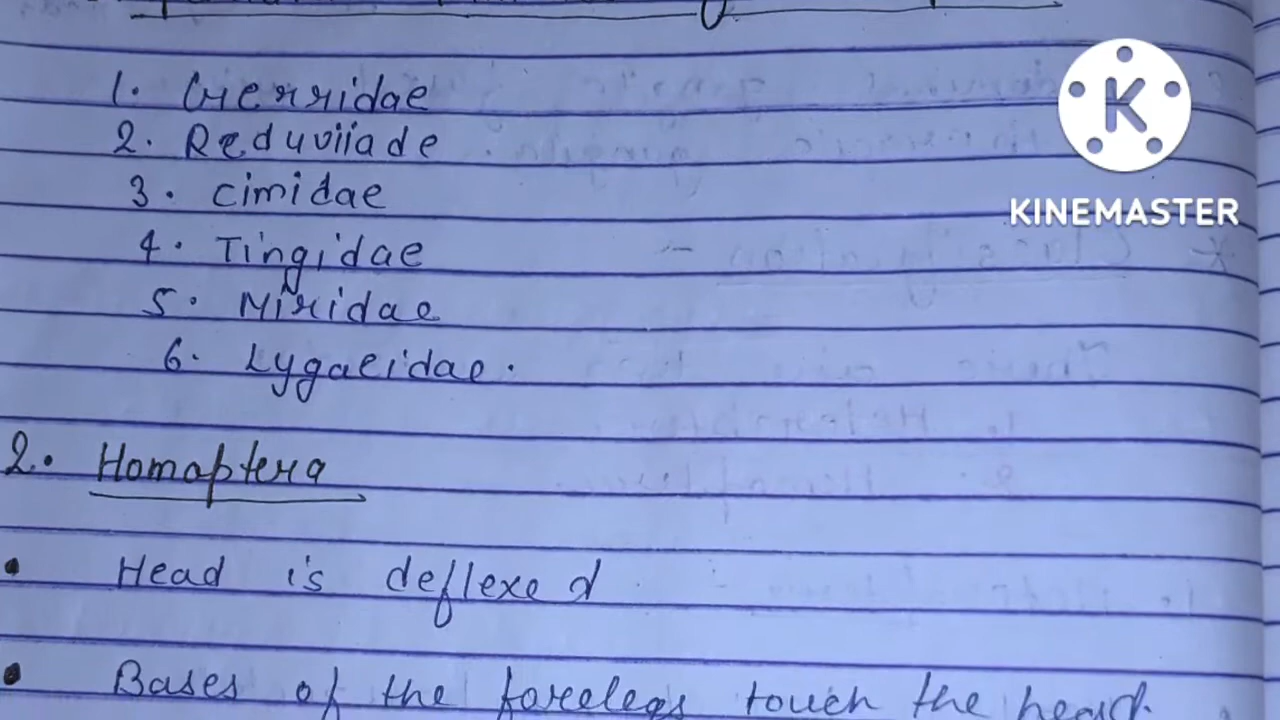 1. Gerridae
2. Reduviiade
3. Cimidae
4. Tingidae
5. Miridae
6. Lygaeidae.
2. Homoptera
• Head is deflexed
• Bases of the forelegs touch the head
K
KINEMASTER